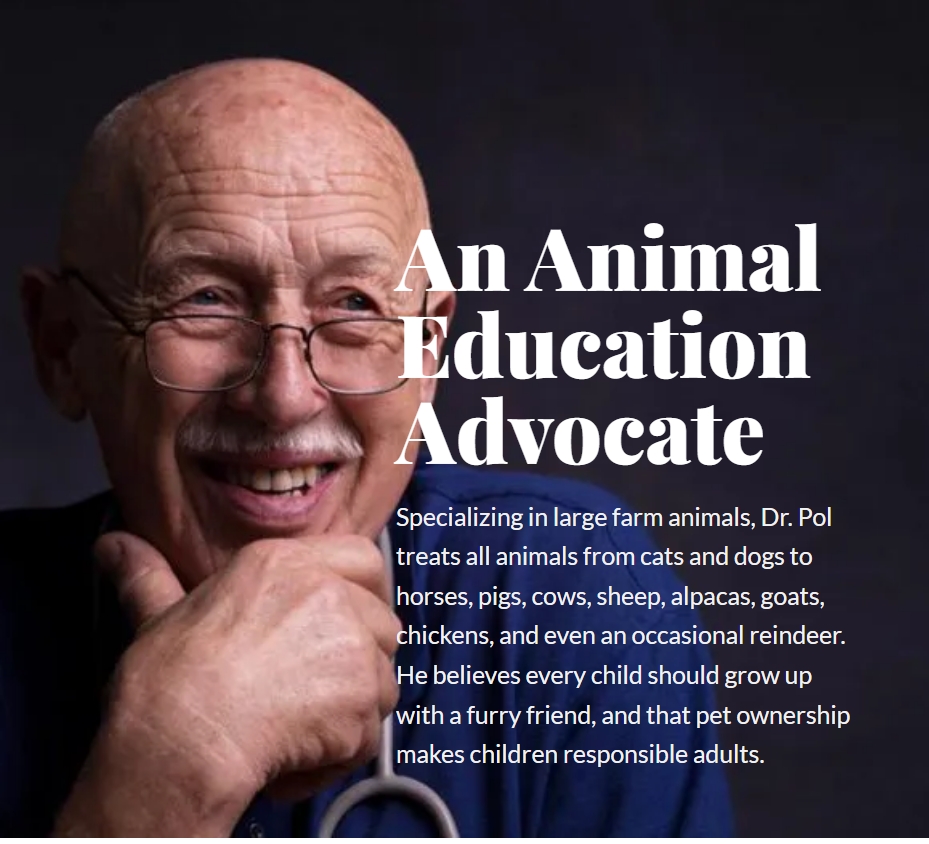 An Animal
Education
Advocate
Specializing in large farm animals, Dr. Pol
treats all animals from cats and dogs to
horses, pigs, cows, sheep, alpacas, goats,
chickens, and even an occasional reindeer.
He believes every child should grow up
with a furry friend, and that pet ownership
makes children responsible adults.